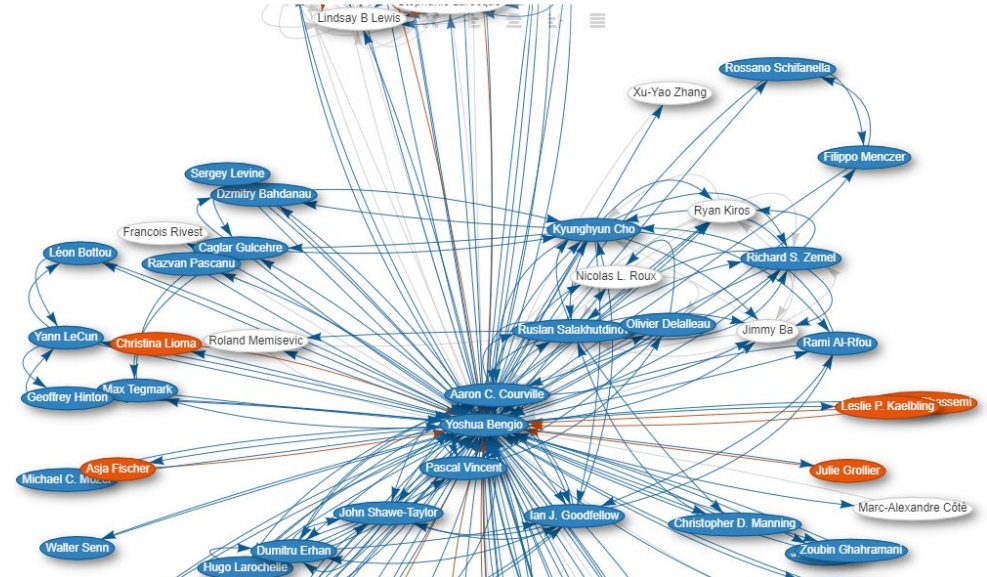 Lindsay B Lewis
Rossano Schifanella
Xu-Yao Zhang
Filippo Menczer
Sergey Levine
Dzmitry Bahdanau
Ryan Kiros
Francois Rivest
Kyunghyun Cho
Caglar Gulcehre
Léon Bottou
Razvan Pascanu
Richard S. Zemel
Nicolas L. Roux
Ruslan Salakhutdinov
Olivier Delalleau
Jimmy Ba
Yann LeCun
Christina Lioma
Roland Memisevic
Rami Al-Rfou
Max Tegmark
Geoffrey Hinton
Aaron C. Courville
Leslie P. Kaelbling
Yoshua Bengio
Pascal Vincent
Asja Fischer
Michael C.
Julie Grollier
Marc-Alexandre Côté
John Shawe-Taylor
Ian J. Goodfellow
Christopher D. Manning
Walter Senn
Dumitru Erhan
Zoubin Ghahramani
Hugo Larochelle